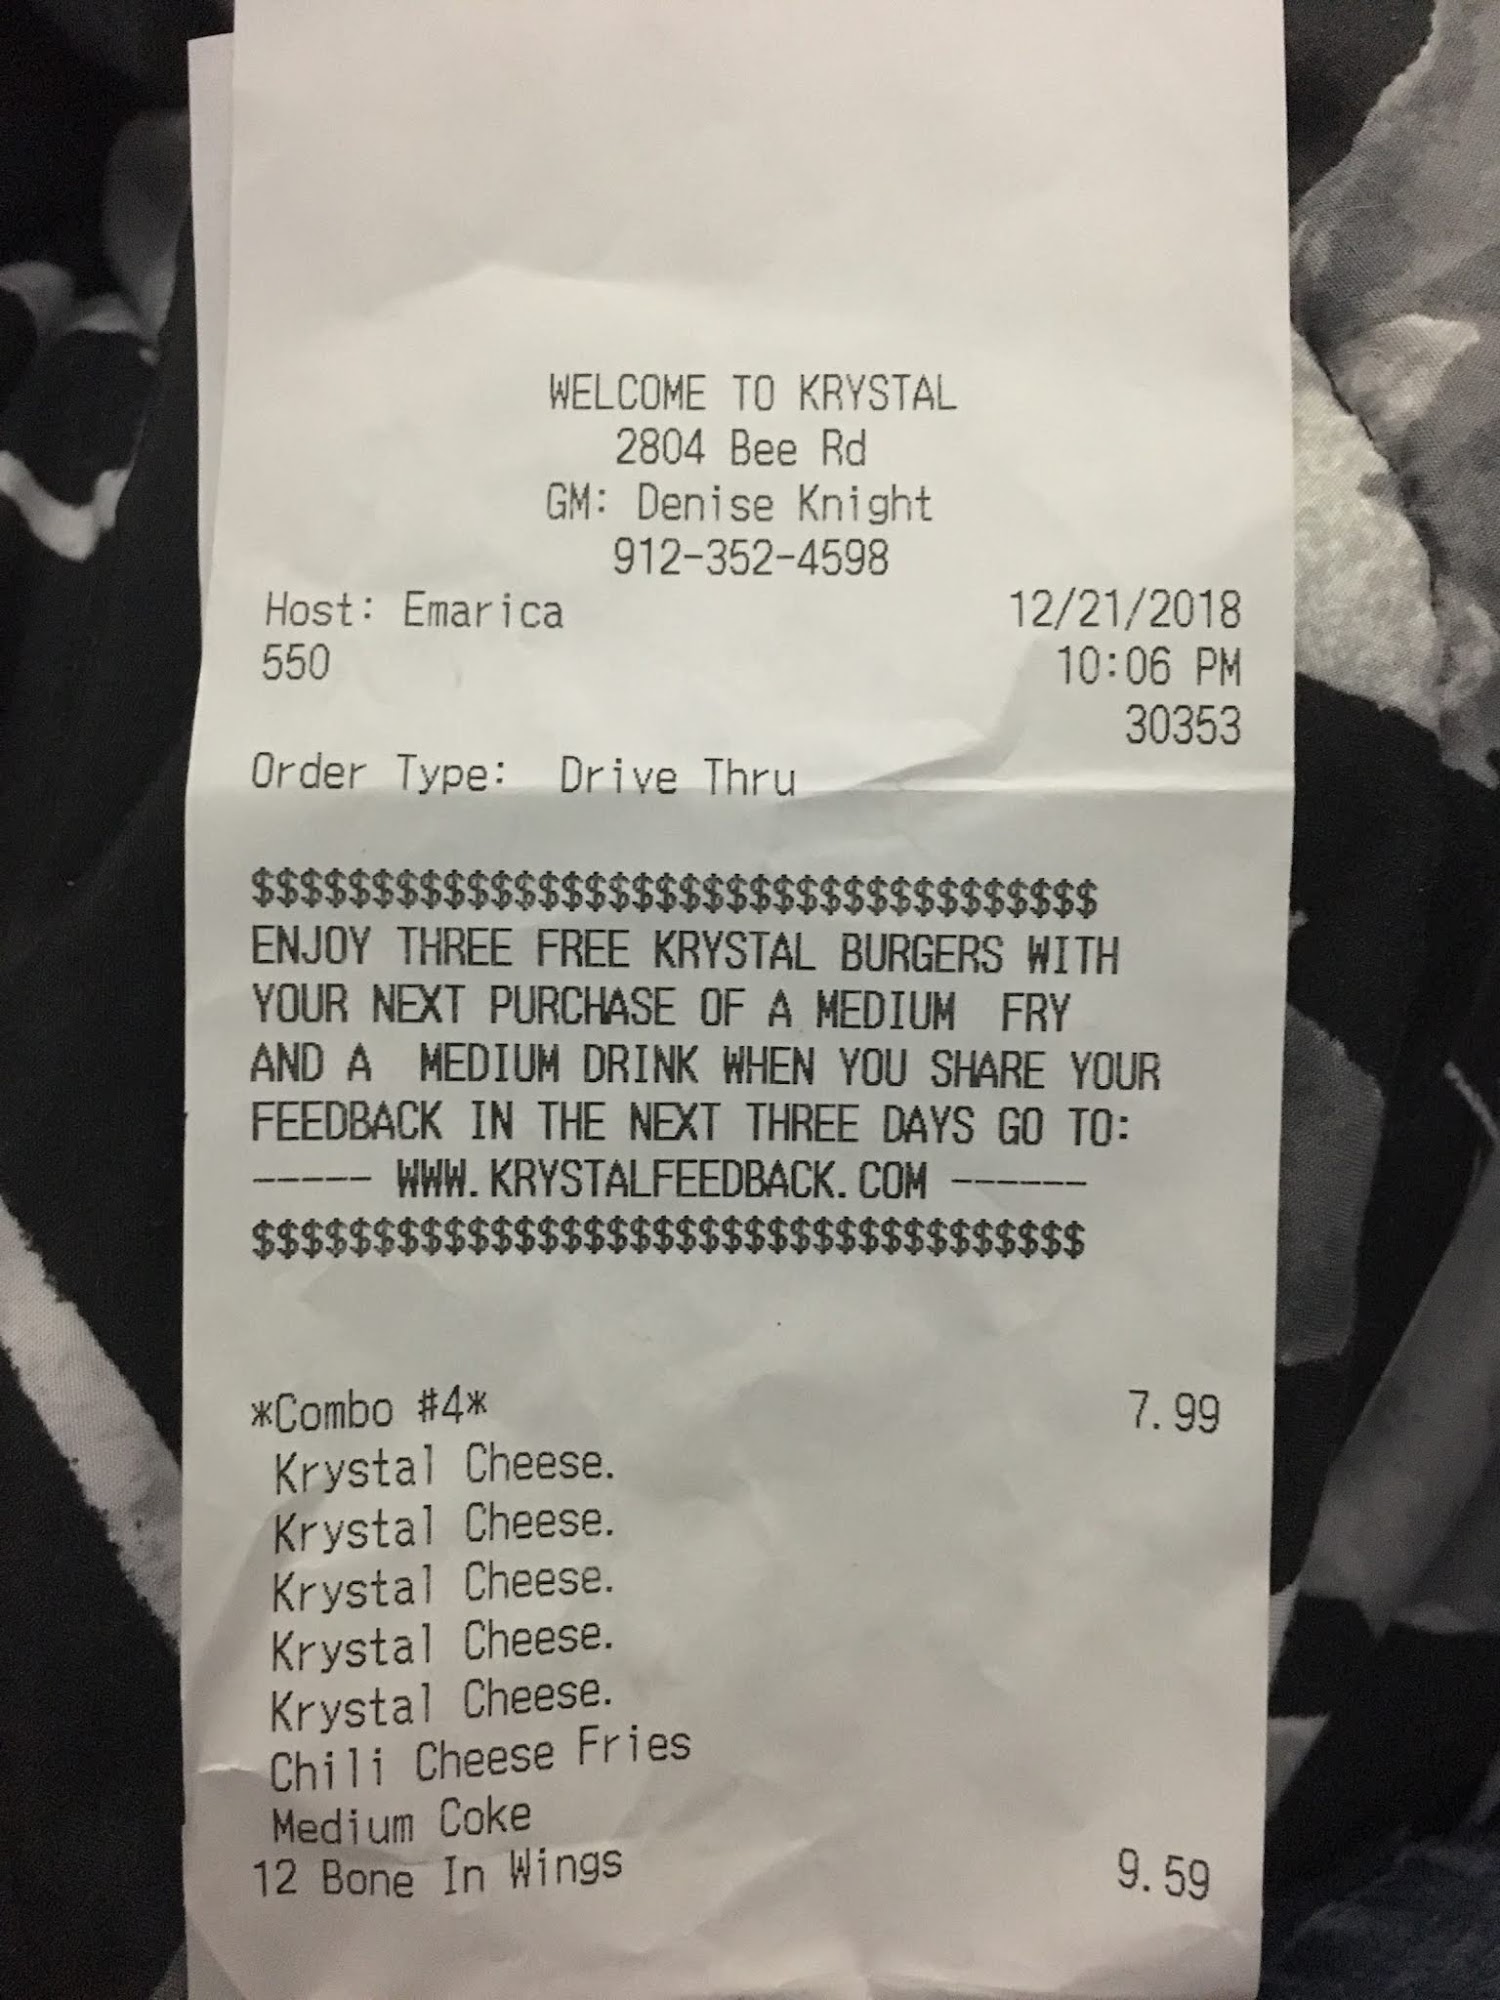 WELCOME TO KRYSTAL
2804 Bee Rd
GM: Denise Knight
912-352-4598
Host: Emarica 12/21/2018
550 10:06 PM
30353
Order Type: Drive Thru
$$$$$$$$$$$$$$$$$$$$$$$$$$$$$$$$$$$$
ENJOY THREE FREE KRYSTAL BURGERS WITH
YOUR NEXT PURCHASE OF A MEDIUM FRY
AND A MEDIUM DRINK WHEN YOU SHARE YOUR
FEEDBACK IN THE NEXT THREE DAYS GO TO:
----- WWW.KRYSTALFEEDBACK.COM ------
$$$$$$$$$$$$$$$$$$$$$$$$$$$$$$$$$$$
*Combo #4* 7.99
Krystal Cheese.
Krystal Cheese.
Krystal Cheese.
Krystal Cheese.
Krystal Cheese.
Chili Cheese Fries
Medium Coke
12 Bone In Wings 9.59